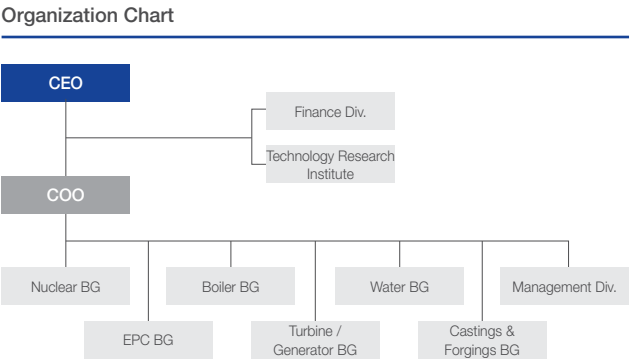 Organization Chart
CEO
Finance Div.
Technology Research
Institute
COO
Nuclear BG
Boiler BG
Water BG
Management Div.
EPC BG
Turbine /
Generator BG
Castings &
Forgings BG